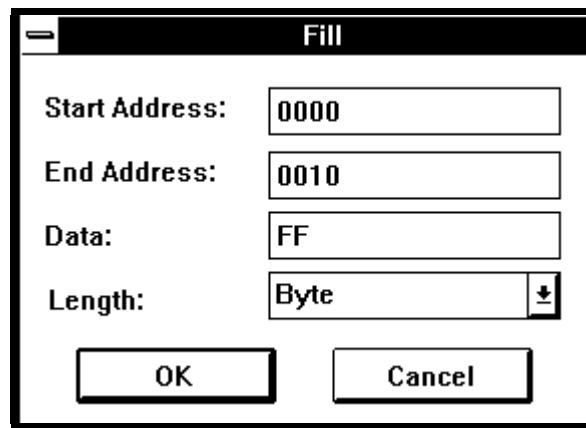 Fill
Start Address: 0000
End Address: 0010
Data: FF
Length: Byte
OK Cancel